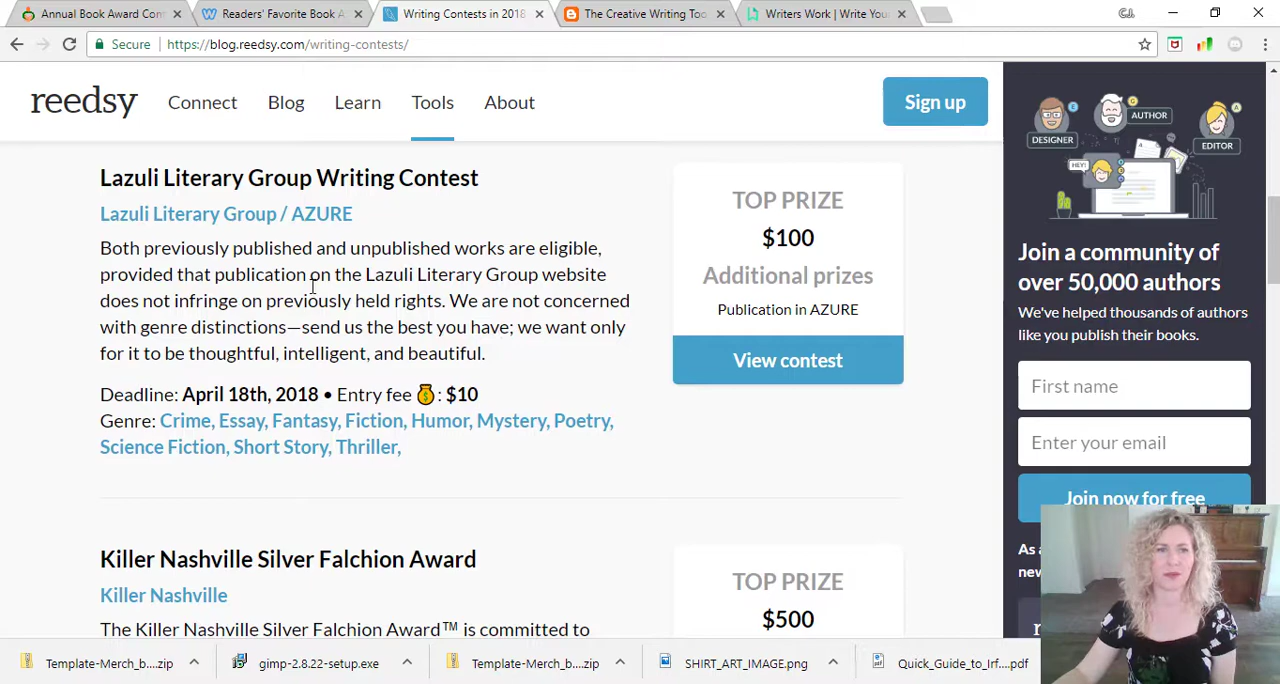 Annual Book Award Con
Readers' Favorite Book A
Writing Contests in 2018
The Creative Writing Too
Writers Work | Write You
C.J.
Secure
https://blog.reedsy.com/writing-contests/
reedsy
Connect
Blog
Learn
Tools
About
Sign up
Lazuli Literary Group Writing Contest
Lazuli Literary Group / AZURE
Both previously published and unpublished works are eligible,
provided that publication on the Lazuli Literary Group website
does not infringe on previously held rights. We are not concerned
with genre distinctions—send us the best you have; we want only
for it to be thoughtful, intelligent, and beautiful.
Deadline: April 18th, 2018 • Entry fee 💰: $10
Genre: Crime, Essay, Fantasy, Fiction, Humor, Mystery, Poetry,
Science Fiction, Short Story, Thriller,
TOP PRIZE
$100
Additional prizes
Publication in AZURE
View contest
Killer Nashville Silver Falchion Award
Killer Nashville
The Killer Nashville Silver Falchion Award™ is committed to
TOP PRIZE
$500
DESIGNER
E
AUTHOR
G
EDITOR
A
HEY!
Join a community of
over 50,000 authors
We've helped thousands of authors
like you publish their books.
First name
Enter your email
Join now for free
As a
new
Template-Merch_b....zip
gimp-2.8.22-setup.exe
Template-Merch_b....zip
SHIRT_ART_IMAGE.png
Quick_Guide_to_Irf....pdf